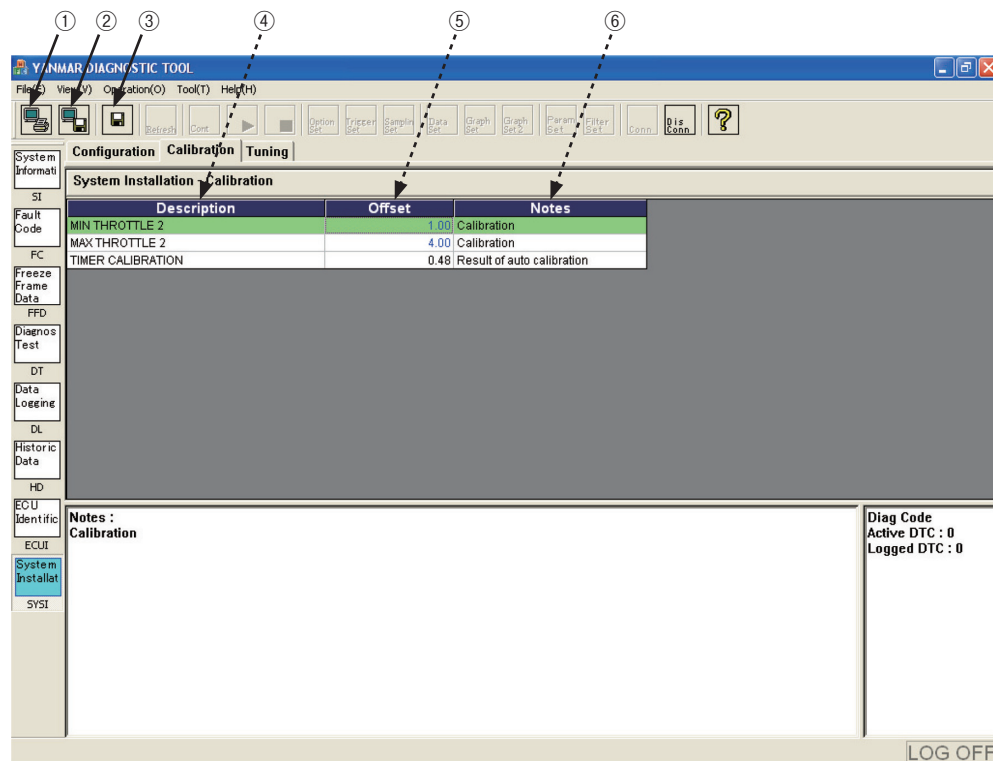 ① ② ③ ④ ⑤ ⑥
YANMAR DIAGNOSTIC TOOL
File(F) View(V) Operation(O) Tool(T) Help(H)
Refresh Cont Option Set Trigger Set Samplin Set Data Set Graph Set Graph Set2 Param Set Filter Set Conn Dis Conn ?
Configuration Calibration Tuning
System Installation - Calibration
Description Offset Notes
MIN THROTTLE 2 1.00 Calibration
MAX THROTTLE 2 4.00 Calibration
TIMER CALIBRATION 0.48 Result of auto calibration
System
Informati
SI
Fault
Code
FC
Freeze
Frame
Data
FFD
Diagnos
Test
DT
Data
Logging
DL
Historic
Data
HD
ECU
Identific
ECUI
System
Installat
SYSI
Notes :
Calibration
Diag Code
Active DTC : 0
Logged DTC : 0
LOG OFF